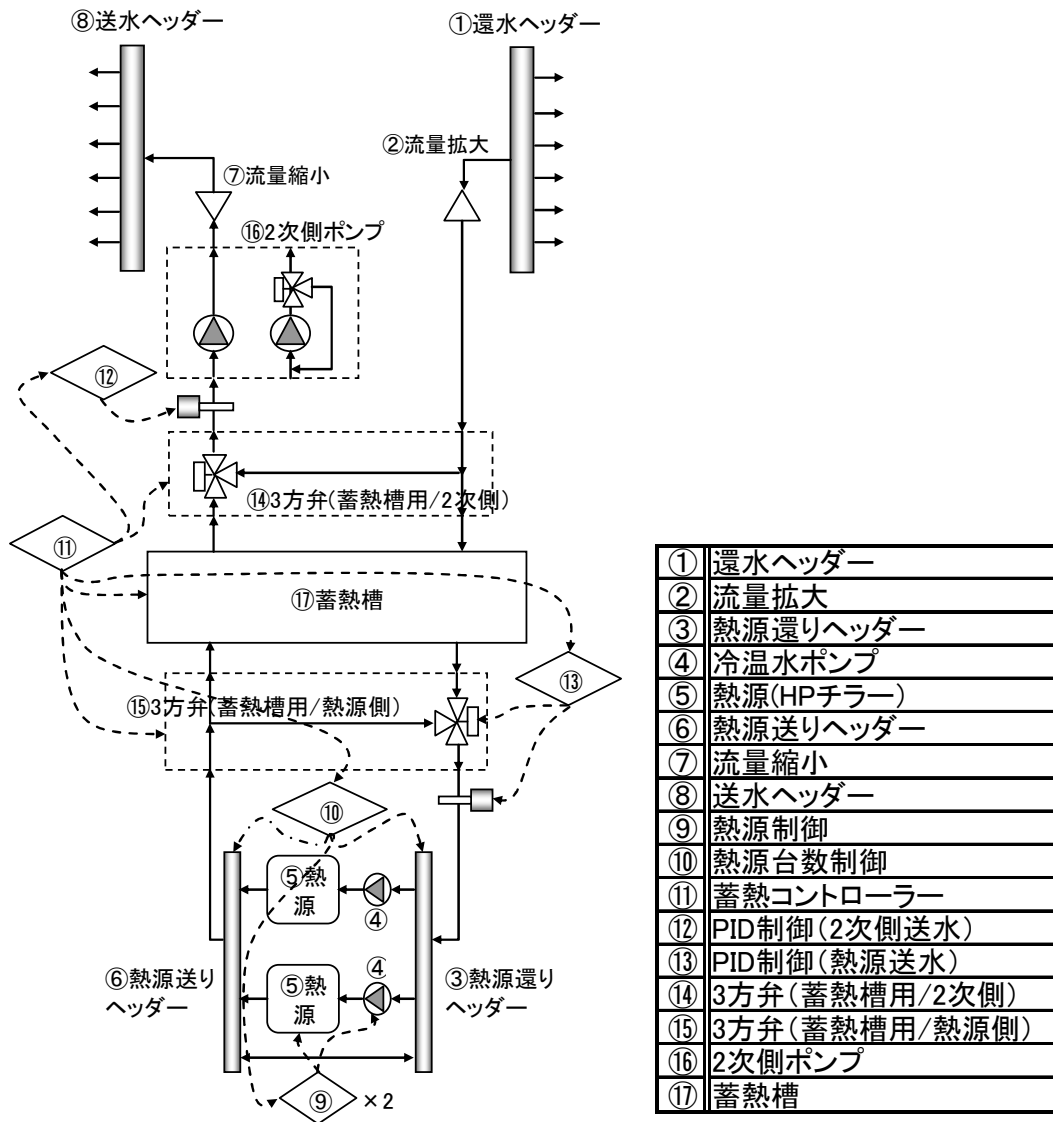 ⑧送水ヘッダー
①還水ヘッダー
②流量拡大
⑦流量縮小
⑯2次側ポンプ
⑫
⑭3方弁(蓄熱槽用/2次側)
⑪
⑰蓄熱槽
⑬
⑮3方弁(蓄熱槽用/熱源側)
⑩
⑤熱
源
④
⑥熱源送り
ヘッダー
⑤熱
源
④
③熱源還り
ヘッダー
⑨
×2
① 還水ヘッダー
② 流量拡大
③ 熱源還りヘッダー
④ 冷温水ポンプ
⑤ 熱源(HPチラー)
⑥ 熱源送りヘッダー
⑦ 流量縮小
⑧ 送水ヘッダー
⑨ 熱源制御
⑩ 熱源台数制御
⑪ 蓄熱コントローラー
⑫ PID制御(2次側送水)
⑬ PID制御(熱源送水)
⑭ 3方弁(蓄熱槽用/2次側)
⑮ 3方弁(蓄熱槽用/熱源側)
⑯ 2次側ポンプ
⑰ 蓄熱槽